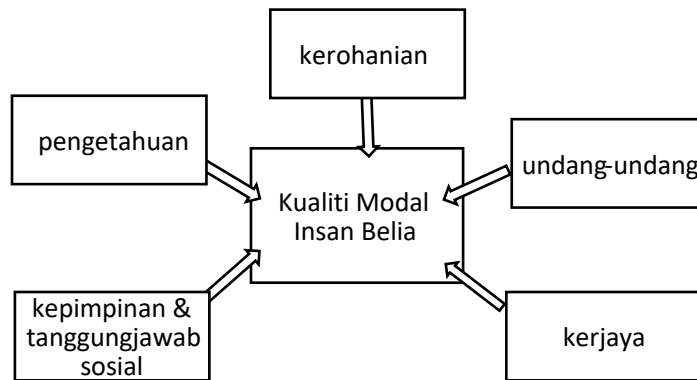 kerohanian
pengetahuan
undang-undang
Kualiti Modal
Insan Belia
kepimpinan &
tanggungjawab
sosial
kerjaya